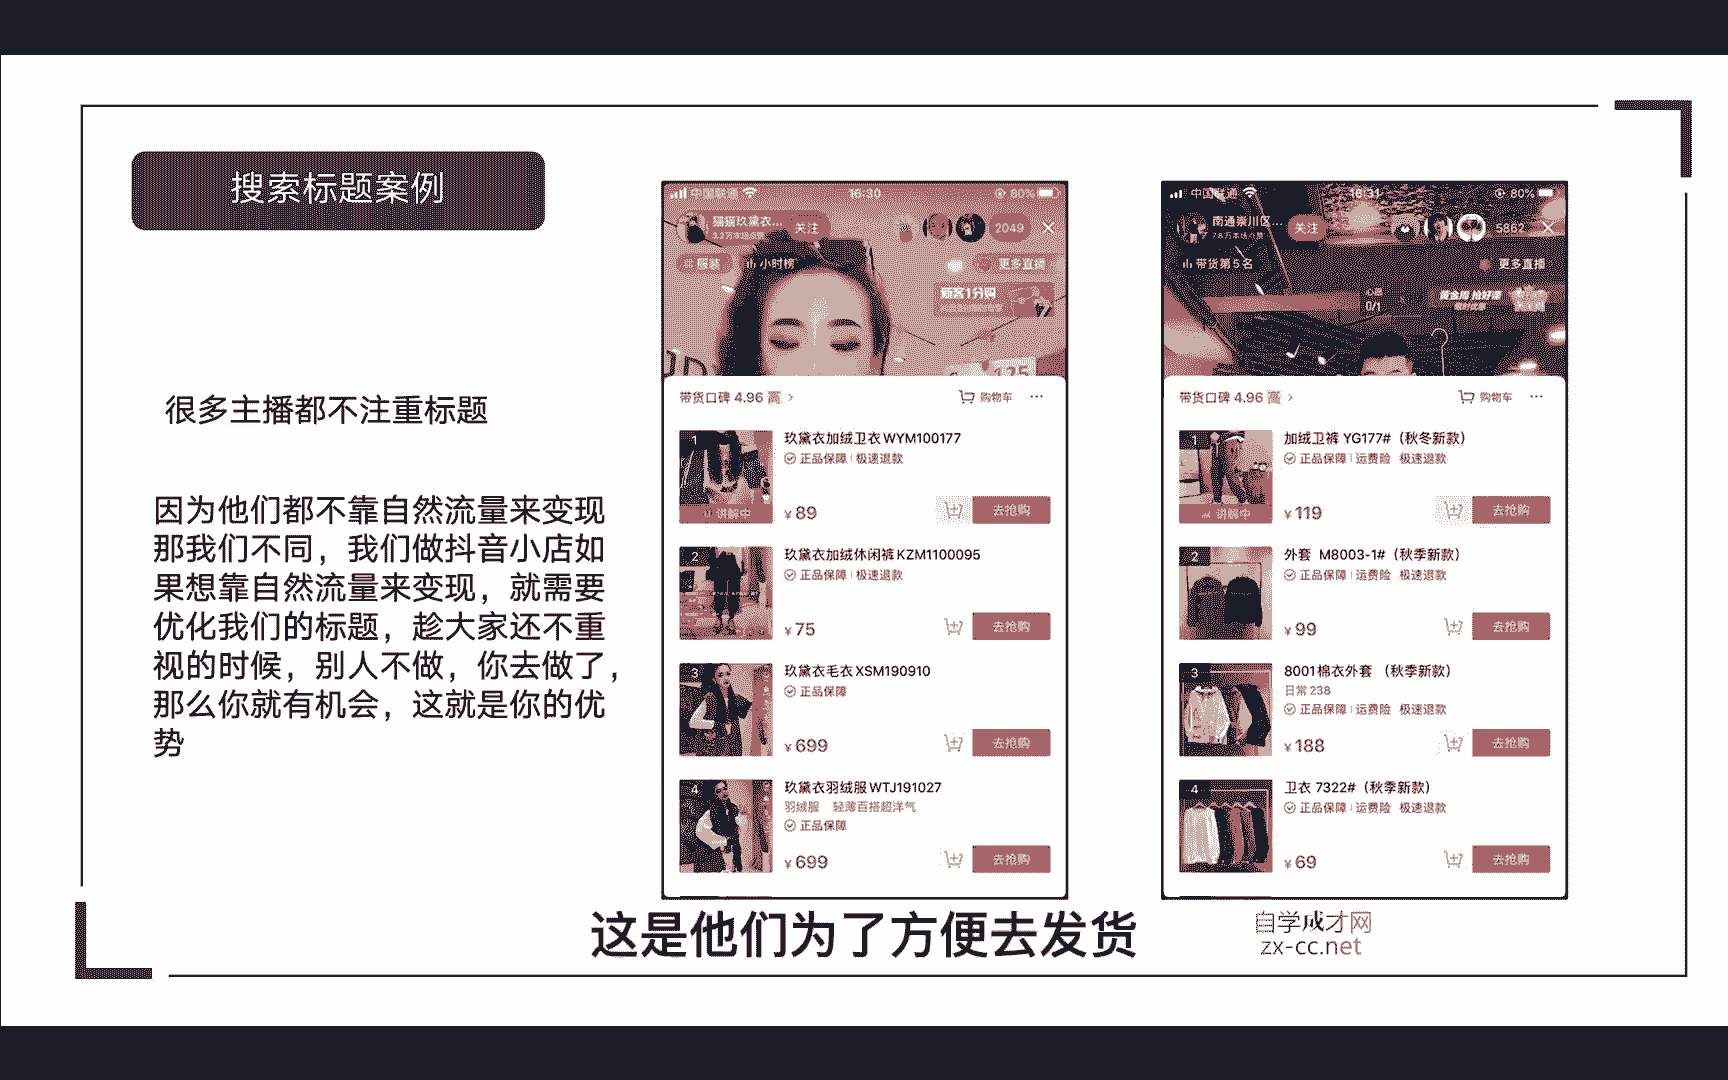 搜索标题案例
很多主播都不注重标题
因为他们都不靠自然流量来变现
那我们不同，我们做抖音小店如
果想靠自然流量来变现，就需要
优化我们的标题，趁大家还不重
视的时候，别人不做，你去做了，
那么你就有机会，这就是你的优
势
中国联通 16:30 80%
猫猫玖黛衣... 关注 2049
3.2万本场点赞
服装 小时榜 更多直播
新客1分购
125
带货口碑 4.96 高 > 购物车 ...
1
玖黛衣加绒卫衣WYM100177
正品保障 极速退款
讲解中
¥89 去抢购
2
玖黛衣加绒休闲裤KZM1100095
正品保障 极速退款
¥75 去抢购
3
玖黛衣毛衣XSM190910
正品保障
¥699 去抢购
4
玖黛衣羽绒服WTJ191027
羽绒服 轻薄百搭超洋气
正品保障
¥699 去抢购
中国联通 16:31 80%
南通崇川区... 关注 5862
7.6万本场点赞
带货第5名 更多直播
0/1
黄金周 抢好课
带货口碑 4.96 高 > 购物车 ...
1
加绒卫裤 YG177#（秋冬新款）
正品保障 运费险 极速退款
讲解中
¥119 去抢购
2
外套 M8003-1#（秋季新款）
正品保障 运费险 极速退款
¥99 去抢购
3
8001棉衣外套 （秋季新款）
日常 238
正品保障 运费险 极速退款
¥188 去抢购
4
卫衣 7322#（秋季新款）
正品保障 运费险 极速退款
¥69 去抢购
这是他们为了方便去发货
自学成才网
zx-cc.net